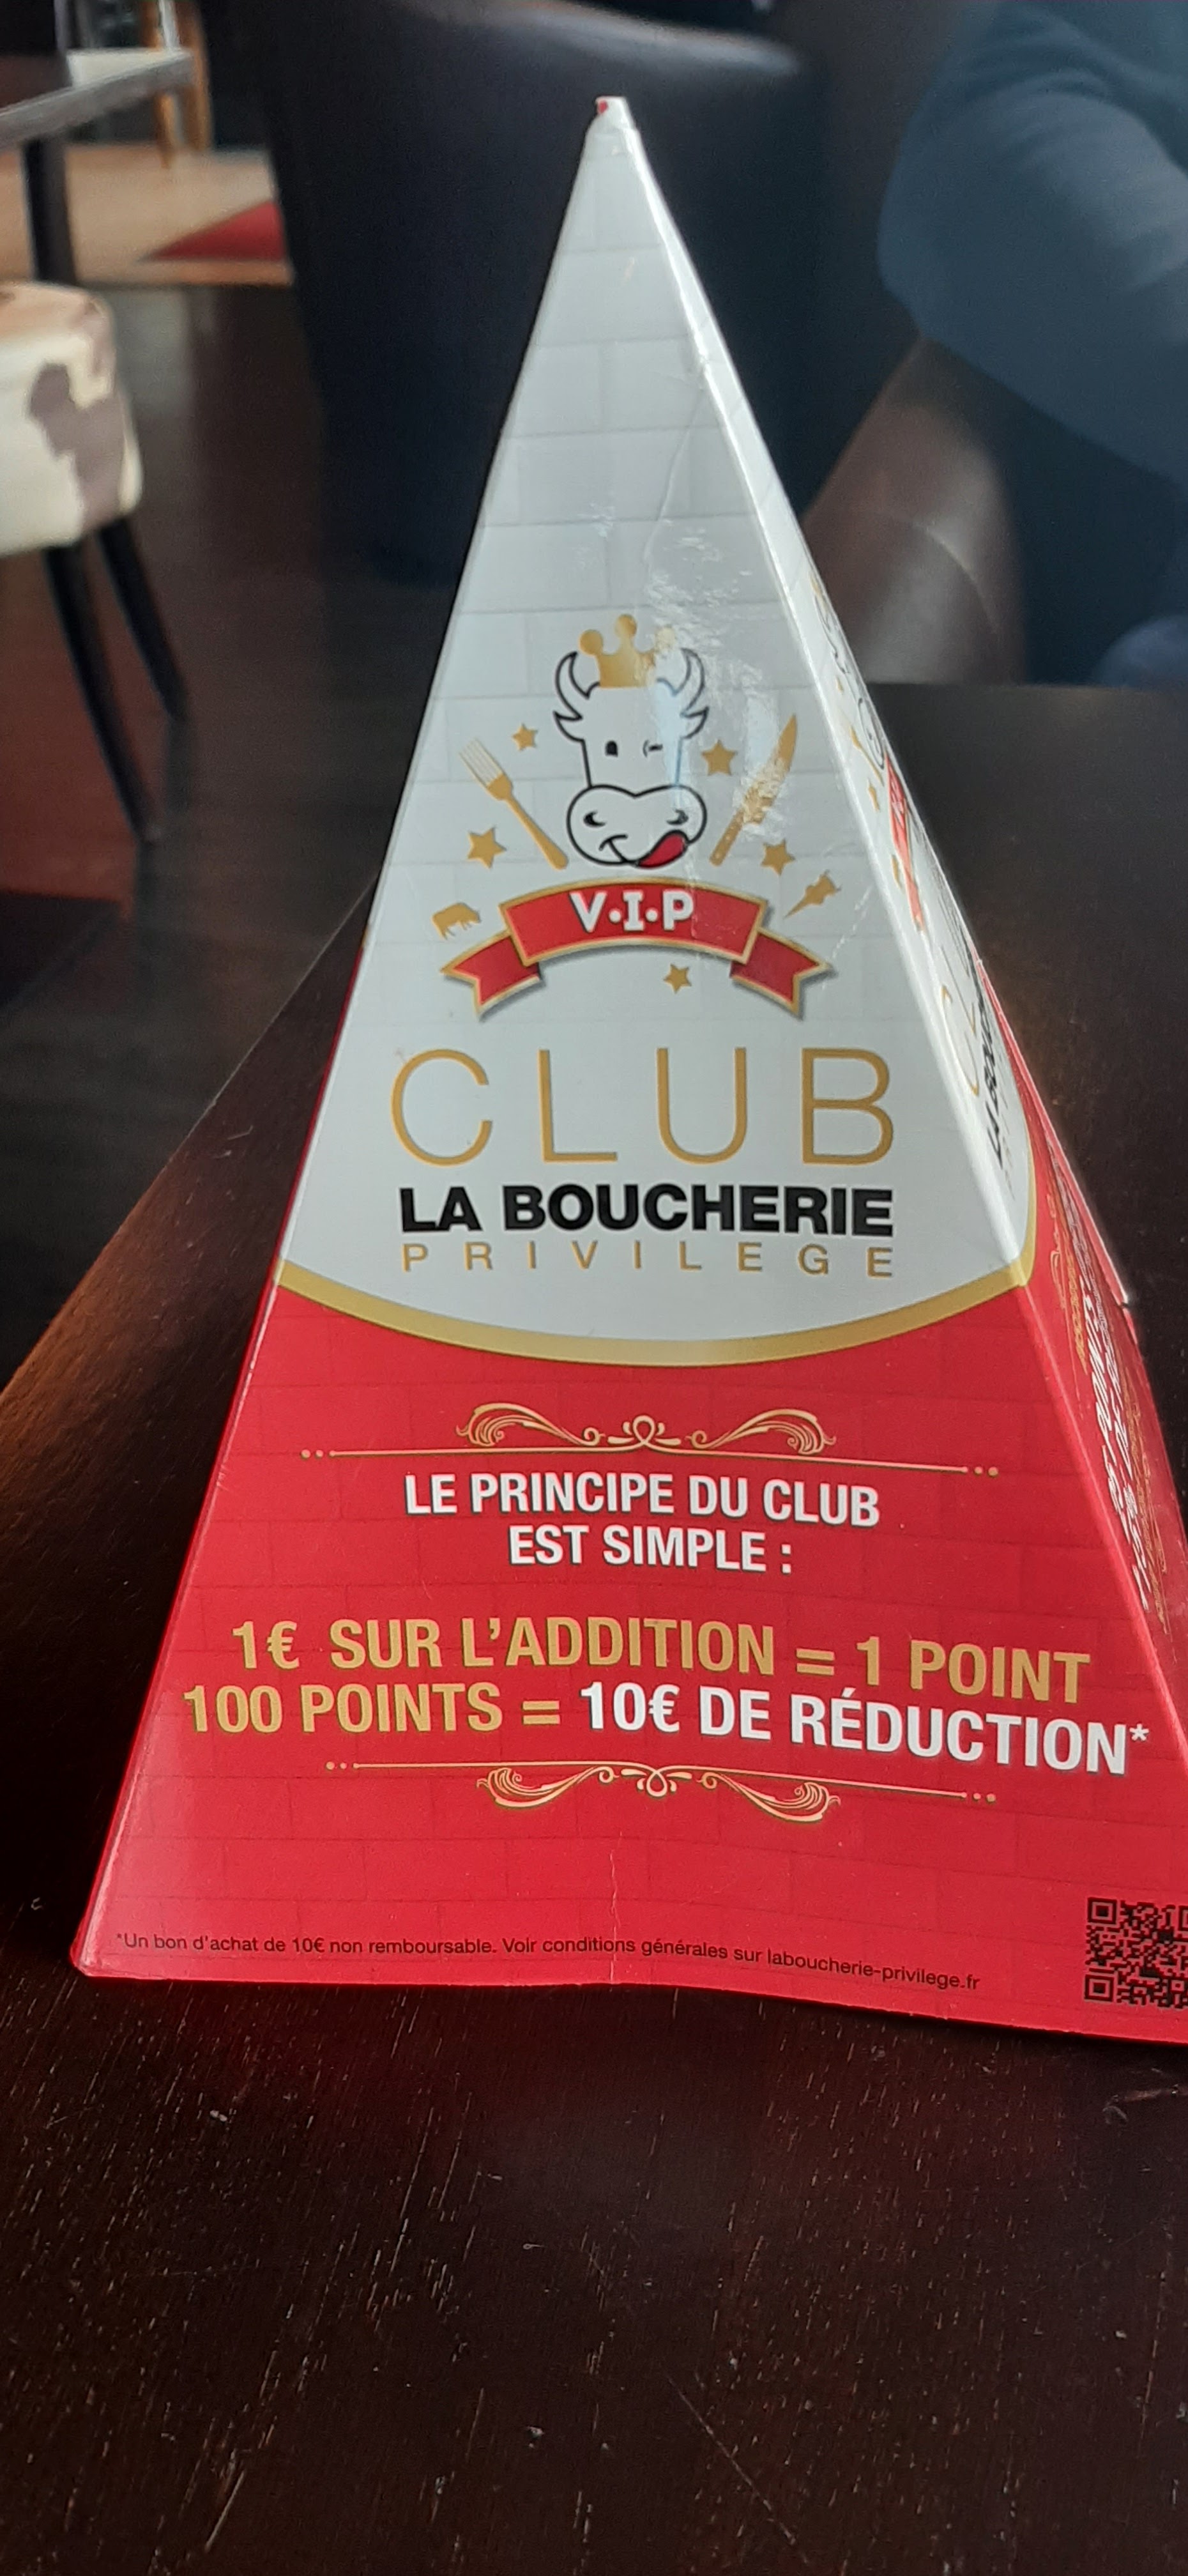 V.I.P
CLUB
LA BOUCHERIE
PRIVILEGE
LE PRINCIPE DU CLUB
EST SIMPLE :
1€ SUR L'ADDITION = 1 POINT
100 POINTS = 10€ DE RÉDUCTION*
*Un bon d'achat de 10€ non remboursable. Voir conditions générales sur laboucherie-privilege.fr